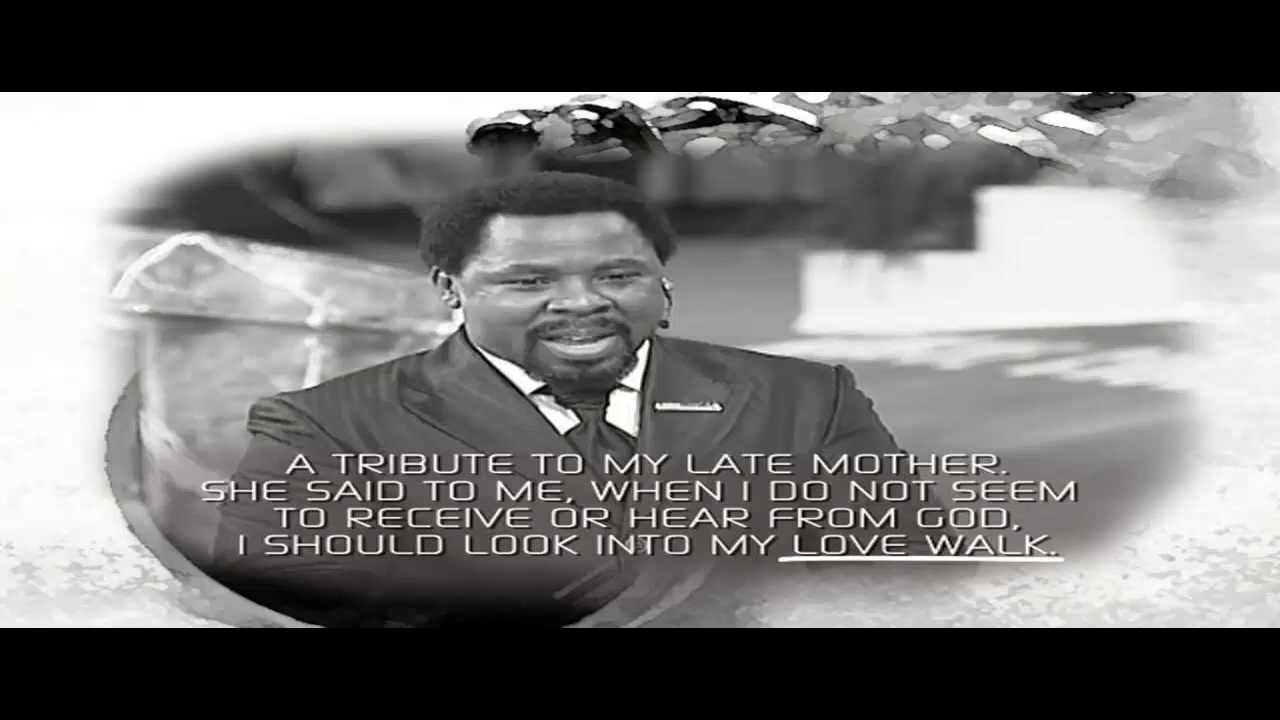 A TRIBUTE TO MY LATE MOTHER.
SHE SAID TO ME, WHEN I DO NOT SEEM
TO RECEIVE OR HEAR FROM GOD,
I SHOULD LOOK INTO MY LOVE WALK.